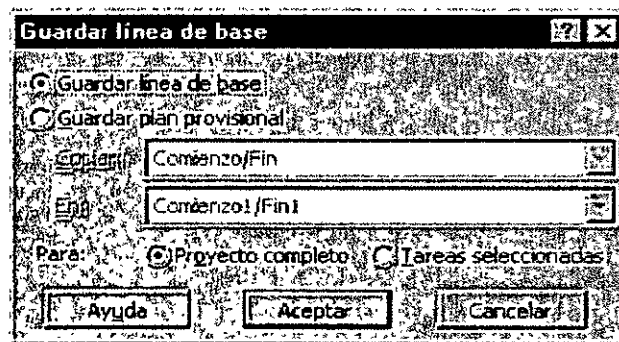 Guardar línea de base
Guardar línea de base
Guardar plan provisional
Copiar: Comienzo/Fin
En: Comienzo1/Fin1
Para: Proyecto completo Tareas seleccionadas
Ayuda Aceptar Cancelar